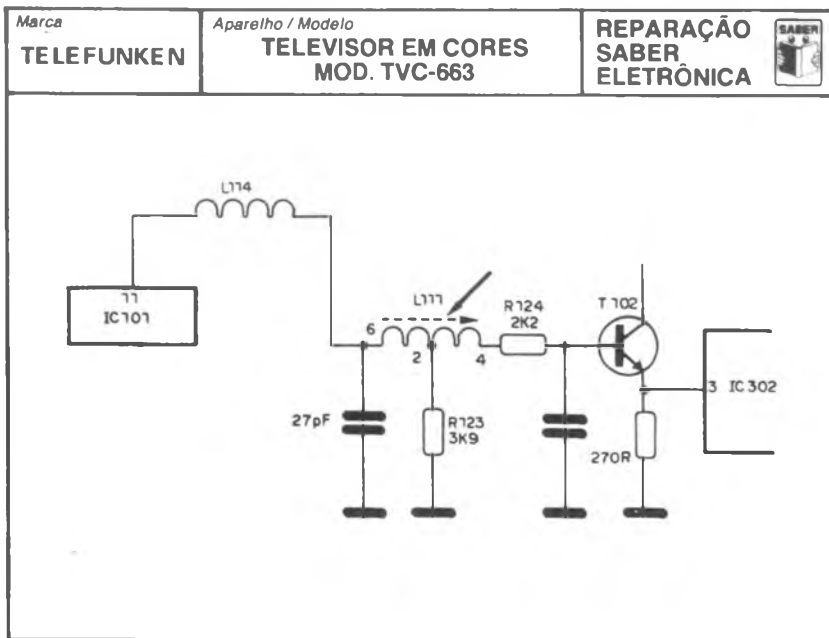 Marca
TELEFUNKEN
Aparelho / Modelo
TELEVISOR EM CORES
MOD. TVC-663
REPARAÇÃO
SABER
ELETRÔNICA
SABER
L114
11
IC101
L111
6
2
4
R124
2K2
T102
27pF
R123
3K9
270R
3 IC302